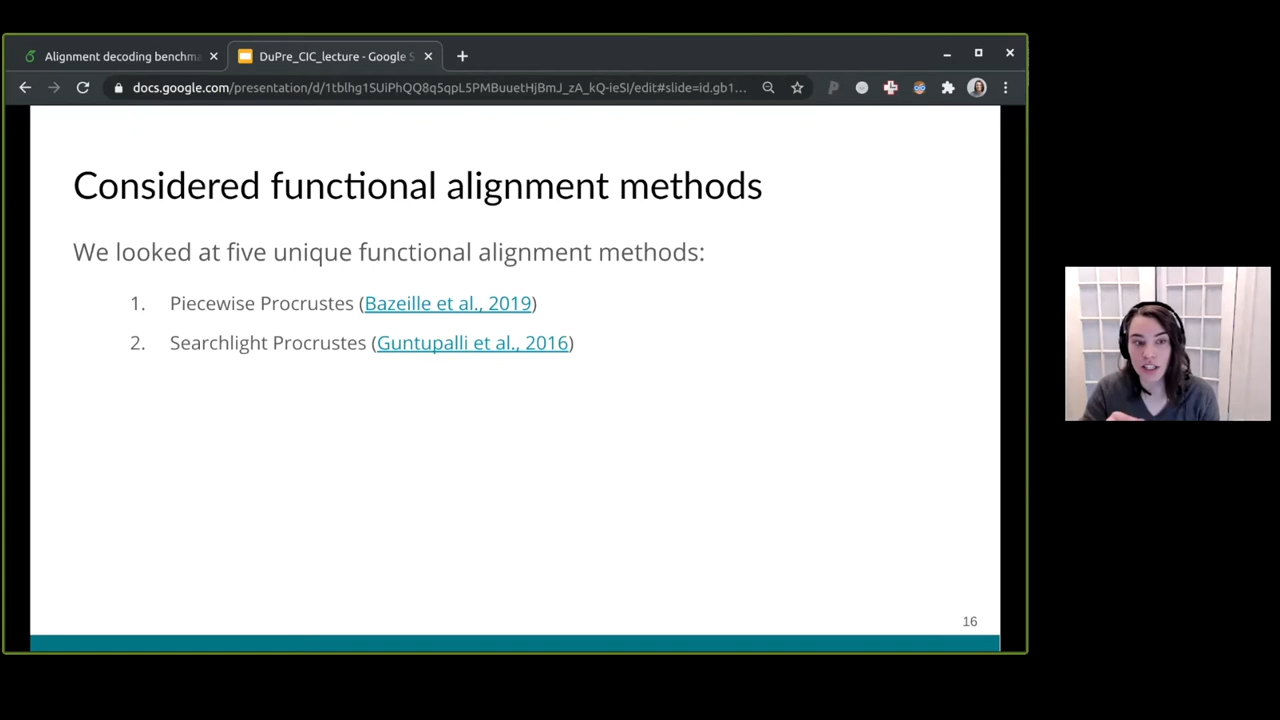 Alignment decoding benchma
DuPre_CIC_lecture - Google S
docs.google.com/presentation/d/1tblhg1SUiPhQQ8q5qpL5PMBuuetHjBmJ_zA_kQ-ieSI/edit#slide=id.gb1...
Considered functional alignment methods
We looked at five unique functional alignment methods:
1. Piecewise Procrustes (Bazeille et al., 2019)
2. Searchlight Procrustes (Guntupalli et al., 2016)
16